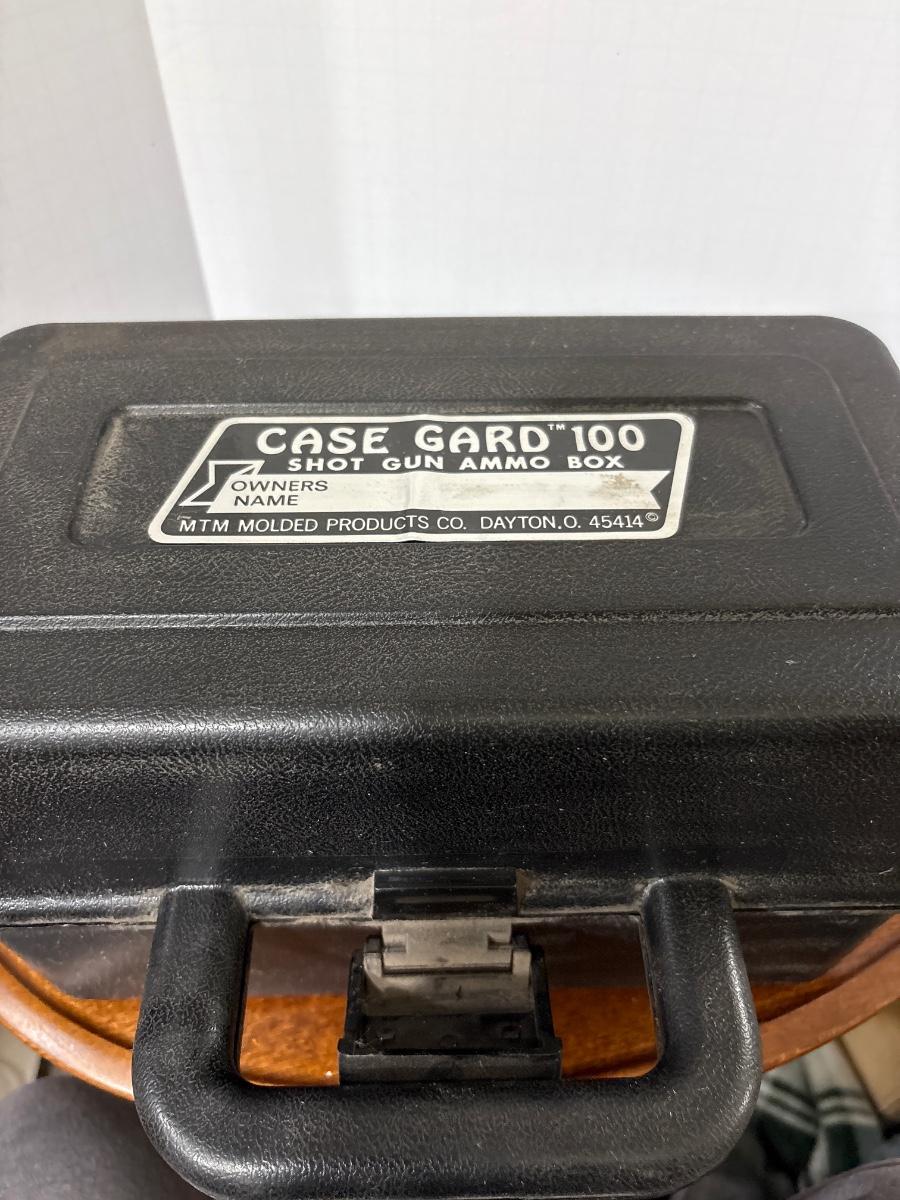 CASE GARD™ 100
SHOT GUN AMMO BOX
OWNERS
NAME
MTM MOLDED PRODUCTS CO. DAYTON, O. 45414©